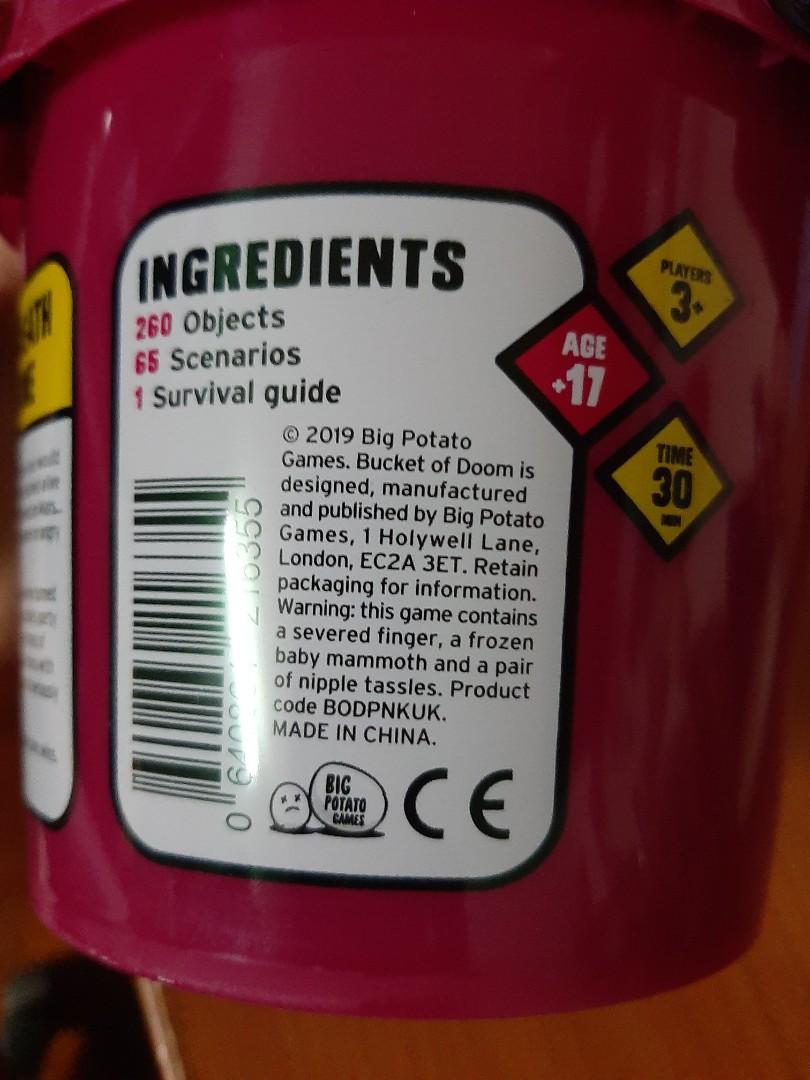 INGREDIENTS
260 Objects
65 Scenarios
1 Survival guide
© 2019 Big Potato
Games. Bucket of Doom is
designed, manufactured
and published by Big Potato
Games, 1 Holywell Lane,
London, EC2A 3ET. Retain
packaging for information.
Warning: this game contains
a severed finger, a frozen
baby mammoth and a pair
of nipple tassles. Product
code BODPNKUK.
MADE IN CHINA.
BIG
POTATO
GAMES
CE
PLAYERS
3+
AGE
+17
TIME
30
MIN